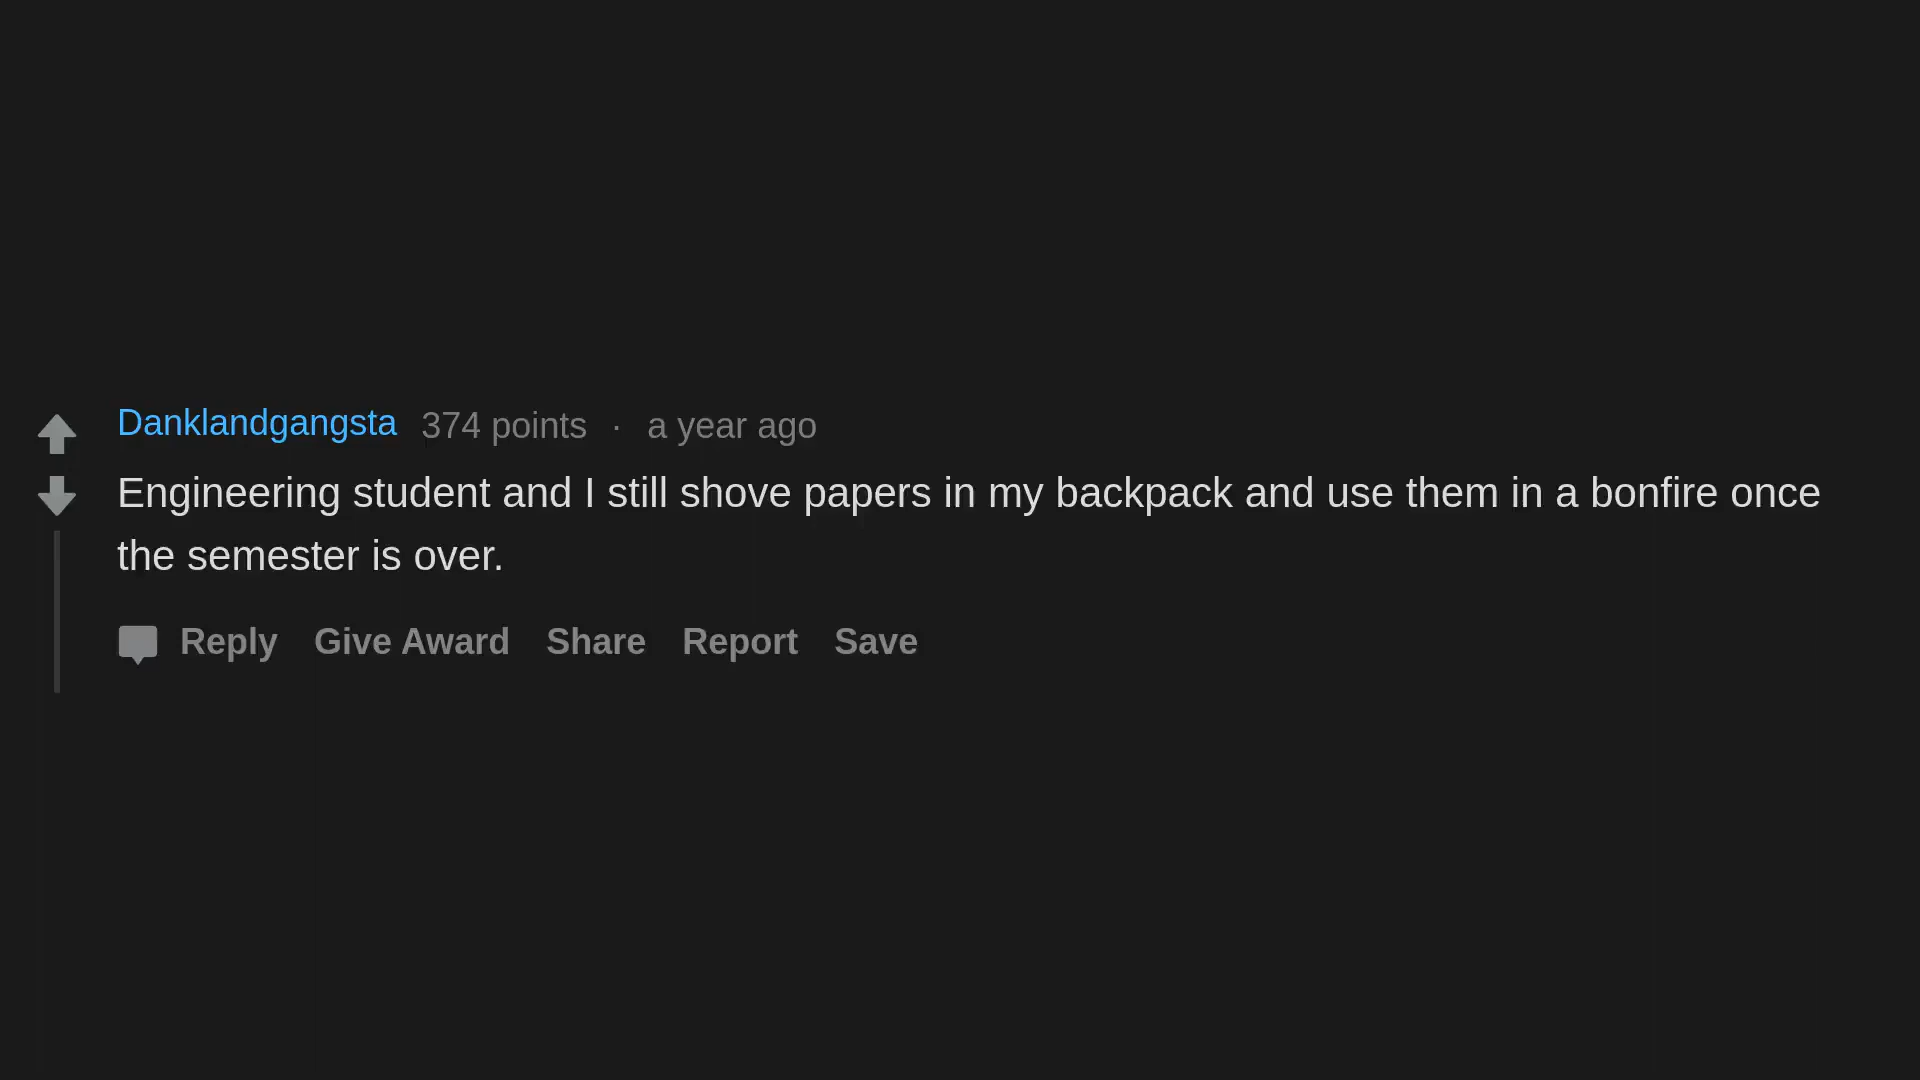 Danklandgangsta 374 points · a year ago
Engineering student and I still shove papers in my backpack and use them in a bonfire once
the semester is over.
Reply Give Award Share Report Save